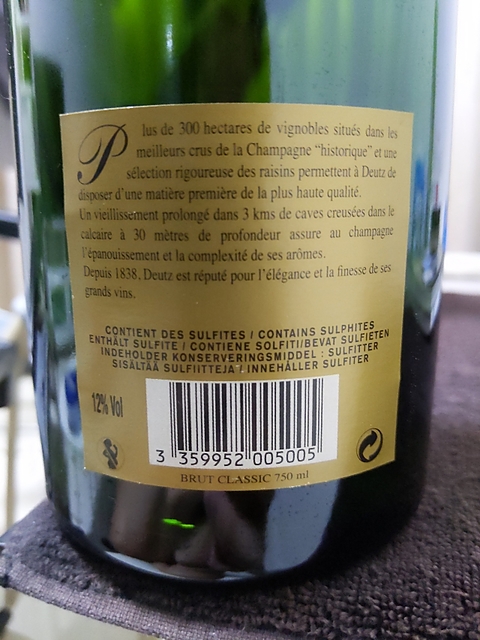 Plus de 300 hectares de vignobles situés dans les
meilleurs crus de la Champagne “historique” et une
sélection rigoureuse des raisins permettent à Deutz de
disposer d’une matière première de la plus haute qualité.
Un vieillissement prolongé dans 3 kms de caves creusées dans le
calcaire à 30 mètres de profondeur assure au champagne
l’épanouissement et la complexité de ses arômes.
Depuis 1838, Deutz est réputé pour l’élégance et la finesse de ses
grands vins.
CONTIENT DES SULFITES / CONTAINS SULPHITES
ENTHÄLT SULFITE / CONTIENE SOLFITI/BEVAT SULFIETEN
INDEHOLDER KONSERVERINGSMIDDEL : SULFITTER
SISÄLTÄÄ SULFIITTEJA / INNEHÅLLER SULFITER
12% Vol
3 359952 005005
BRUT CLASSIC 750 ml